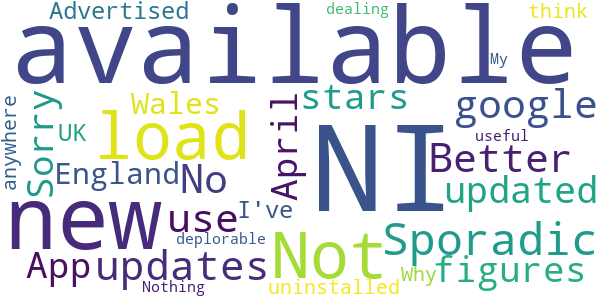 Advertised dealing think
available
My
anywhere Sorry UK Wales load April stars google
useful
England No NI Better
new use I've updated
deplorable Not Sporadic
App updates Why figures
Nothing uninstalled